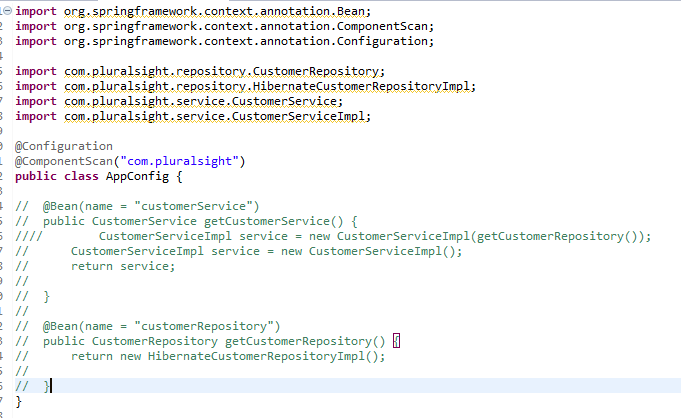 import org.springframework.context.annotation.Bean;
import org.springframework.context.annotation.ComponentScan;
import org.springframework.context.annotation.Configuration;
import com.pluralsight.repository.CustomerRepository;
import com.pluralsight.repository.HibernateCustomerRepositoryImpl;
import com.pluralsight.service.CustomerService;
import com.pluralsight.service.CustomerServiceImpl;
@Configuration
@ComponentScan("com.pluralsight")
public class AppConfig {
//  @Bean(name = "customerService")
//  public CustomerService getCustomerService() {
////        CustomerServiceImpl service = new CustomerServiceImpl(getCustomerRepository());
//      CustomerServiceImpl service = new CustomerServiceImpl();
//      return service;
//
//  }
//
//  @Bean(name = "customerRepository")
//  public CustomerRepository getCustomerRepository() {
//      return new HibernateCustomerRepositoryImpl();
//
//  }
}